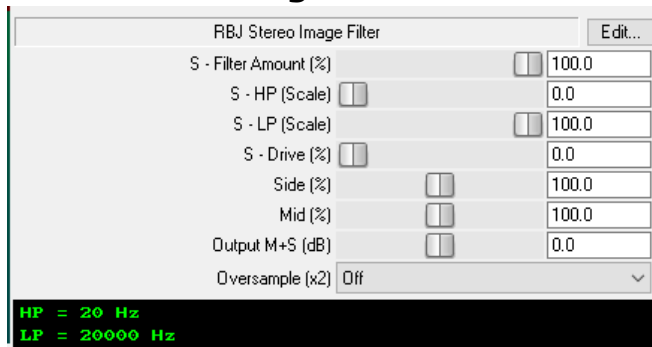 RBJ Stereo Image Filter Edit...
S - Filter Amount (%) 100.0
S - HP (Scale) 0.0
S - LP (Scale) 100.0
S - Drive (%) 0.0
Side (%) 100.0
Mid (%) 100.0
Output M+S (dB) 0.0
Oversample (x2) Off
HP = 20 Hz
LP = 20000 Hz